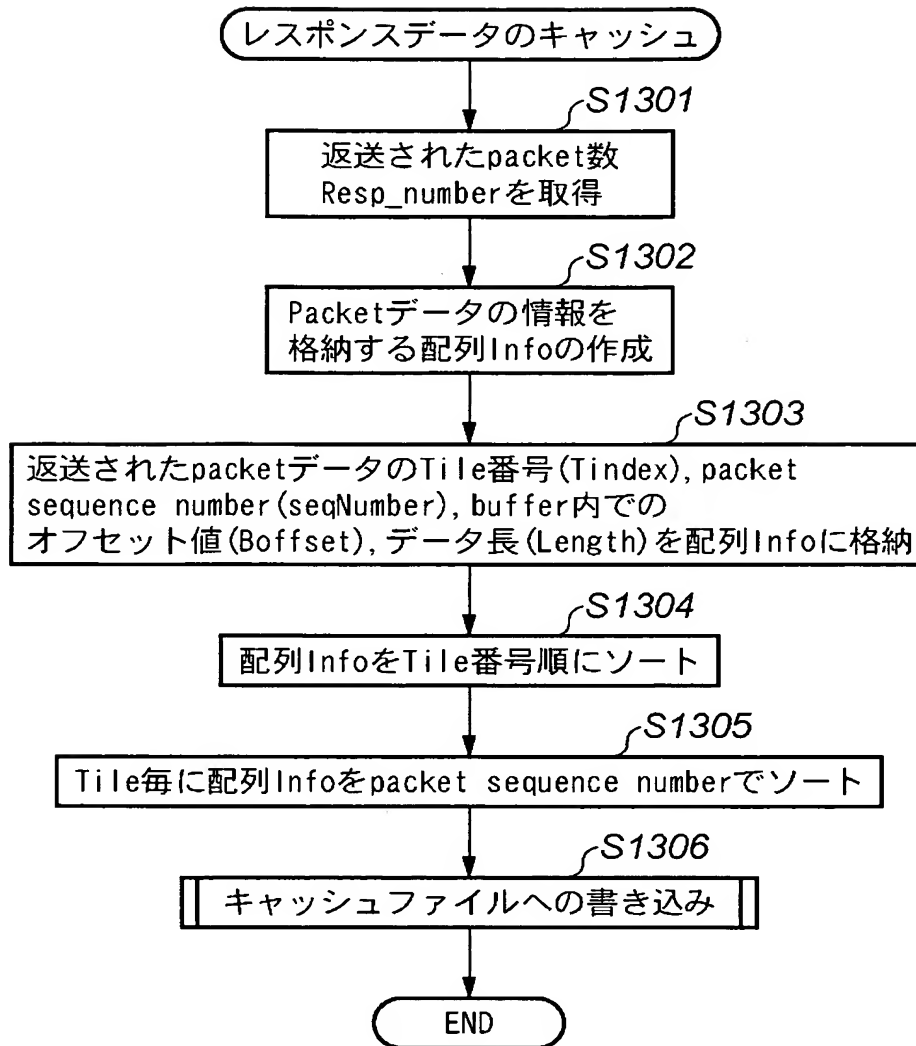 レスポンスデータのキャッシュ
S1301
返送されたpacket数
Resp_numberを取得
S1302
Packetデータの情報を
格納する配列Infoの作成
S1303
返送されたpacketデータのTile番号(Tindex), packet
sequence number(seqNumber), buffer内での
オフセット値(Boffset), データ長(Length)を配列Infoに格納
S1304
配列InfoをTile番号順にソート
S1305
Tile毎に配列Infoをpacket sequence numberでソート
S1306
キャッシュファイルへの書き込み
END